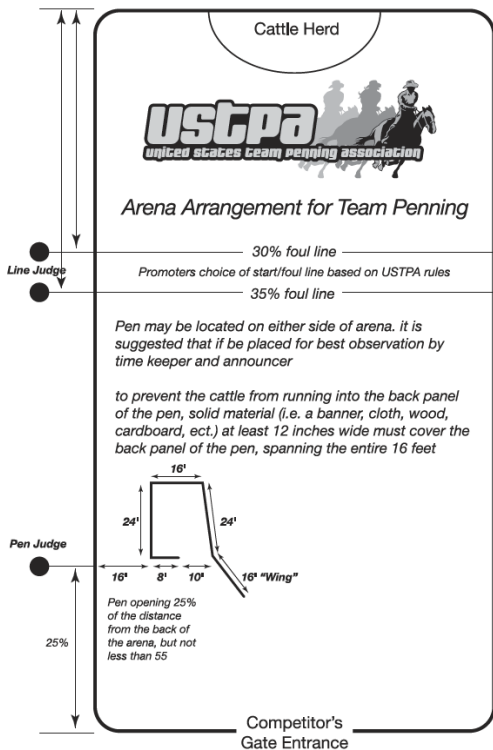 Cattle Herd
ustpa
united states team penning association
Arena Arrangement for Team Penning
30% foul line
Line Judge
Promoters choice of start/foul line based on USTPA rules
35% foul line
Pen may be located on either side of arena. it is
suggested that if be placed for best observation by
time keeper and announcer
to prevent the cattle from running into the back panel
of the pen, solid material (i.e. a banner, cloth, wood,
cardboard, ect.) at least 12 inches wide must cover the
back panel of the pen, spanning the entire 16 feet
16'
24'
24'
Pen Judge
16'
8'
10'
16' "Wing"
Pen opening 25%
of the distance
from the back of
the arena, but not
less than 55
25%
Competitor's
Gate Entrance